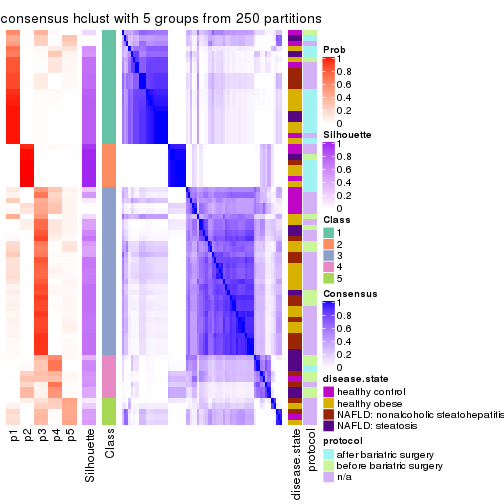 consensus hclust with 5 groups from 250 partitions
Prob
1
0.8
0.6
0.4
0.2
0
Silhouette
1
0.8
0.6
0.4
0.2
0
Class
1
2
3
4
5
Consensus
1
0.8
0.6
0.4
0.2
0
disease.state
healthy control
healthy obese
NAFLD: nonalcoholic steatohepatitis
NAFLD: steatosis
protocol
after bariatric surgery
before bariatric surgery
n/a
p1
p2
p3
p4
p5
Silhouette
Class
disease.state
protocol